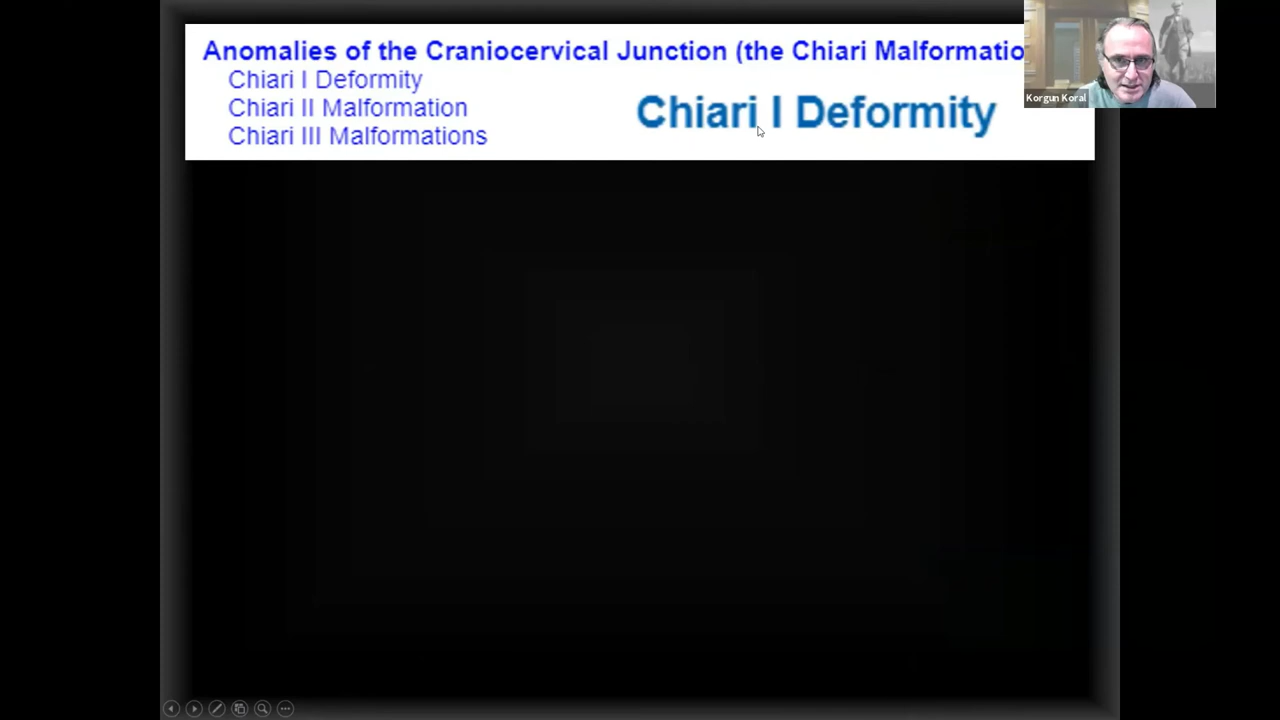 Anomalies of the Craniocervical Junction (the Chiari Malformatio
Chiari I Deformity
Chiari II Malformation
Chiari III Malformations
Chiari I Deformity
Korgun Koral